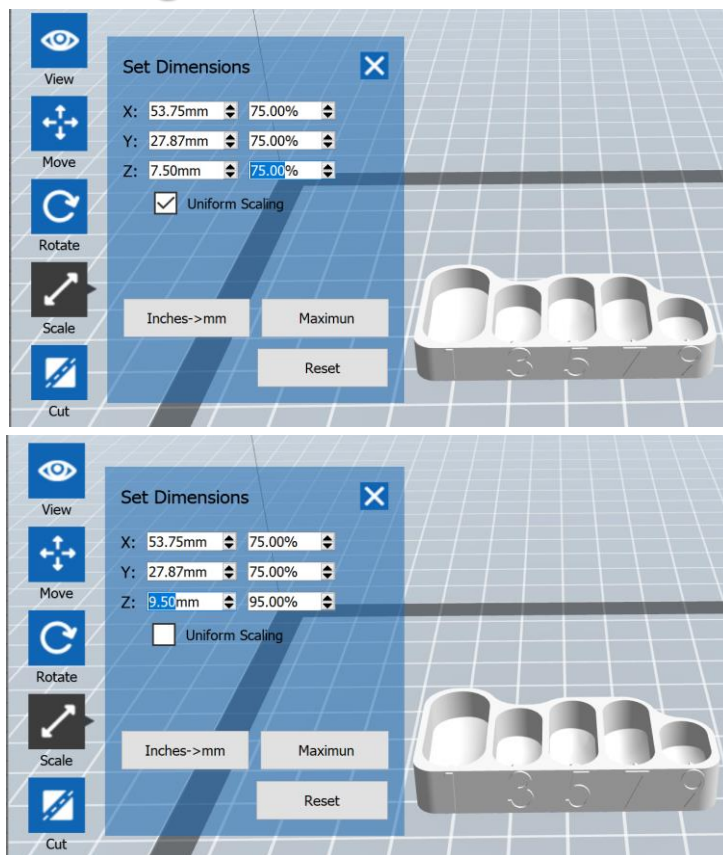 View
Move
Rotate
Scale
Cut
Set Dimensions
X: 53.75mm 75.00%
Y: 27.87mm 75.00%
Z: 7.50mm 75.00%
Uniform Scaling
Inches->mm Maximun
Reset
1 3 5 7 9
View
Move
Rotate
Scale
Cut
Set Dimensions
X: 53.75mm 75.00%
Y: 27.87mm 75.00%
Z: 9.50mm 95.00%
Uniform Scaling
Inches->mm Maximun
Reset
1 3 5 7 9